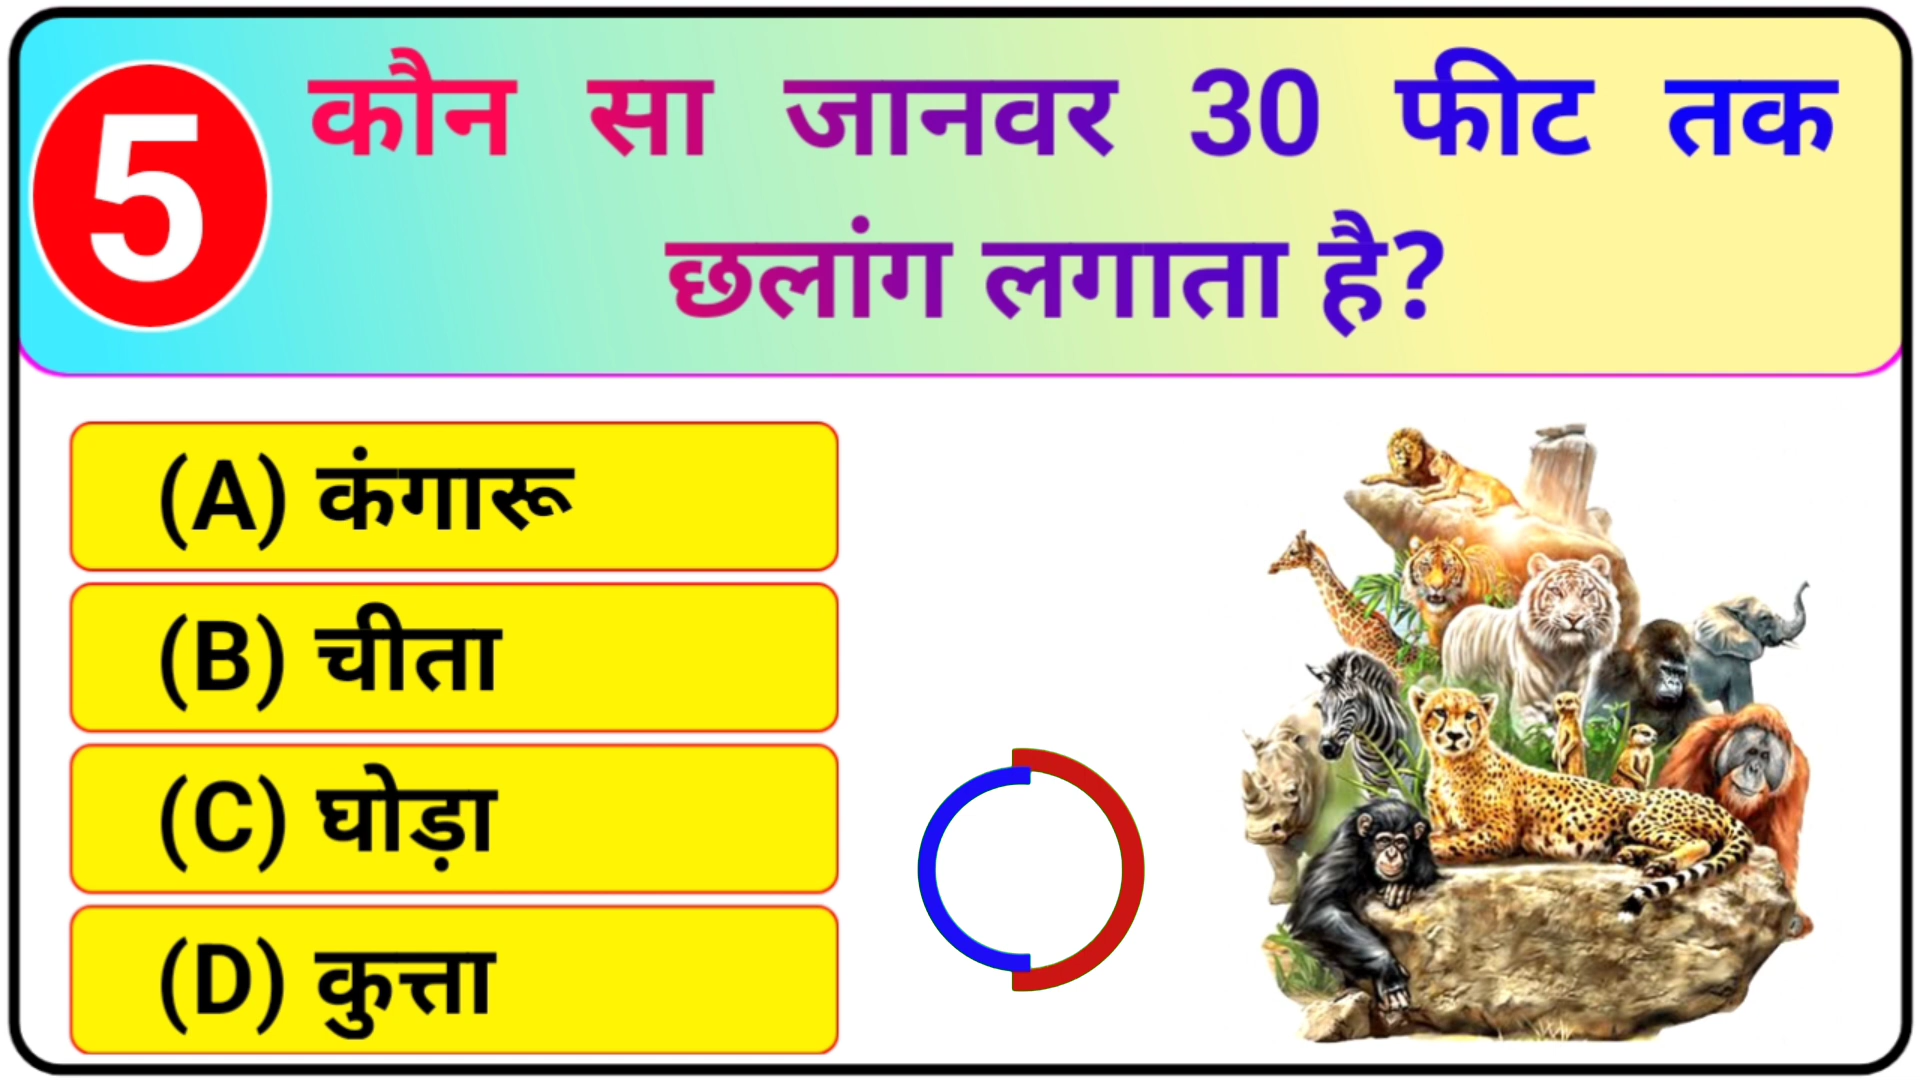 5
कौन सा जानवर 30 फीट तक
छलांग लगाता है?
(A) कंगारू
(B) चीता
(C) घोड़ा
(D) कुत्ता